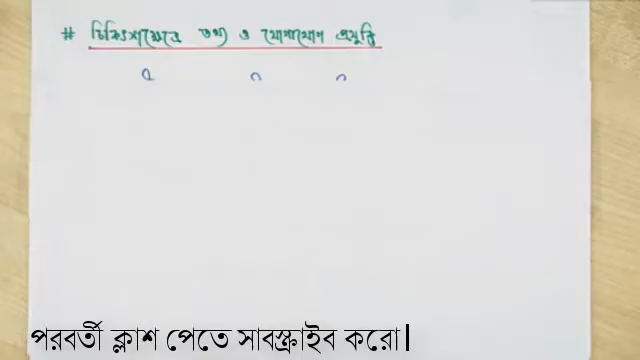 # চিকিৎসাক্ষেত্রে তথ্য ও যোগাযোগ প্রযুক্তি
পরবর্তী ক্লাশ পেতে সাবস্ক্রাইব করো।